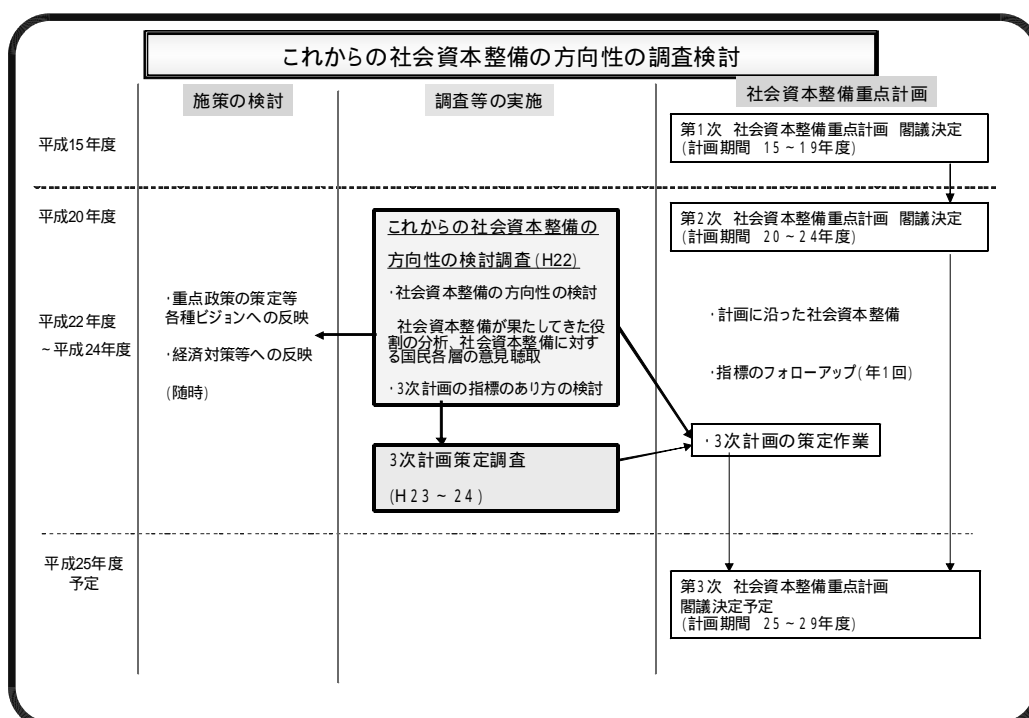 これからの社会資本整備の方向性の調査検討
施策の検討
調査等の実施
社会資本整備重点計画
平成15年度
第1次 社会資本整備重点計画 閣議決定
(計画期間 15～19年度)
平成20年度
第2次 社会資本整備重点計画 閣議決定
(計画期間 20～24年度)
これからの社会資本整備の
方向性の検討調査(H22)
・社会資本整備の方向性の検討
社会資本整備が果たしてきた役
割の分析、社会資本整備に対す
る国民各層の意見聴取
・3次計画の指標のあり方の検討
平成22年度
～平成24年度
・重点政策の策定等
各種ビジョンへの反映
・経済対策等への反映
(随時)
・計画に沿った社会資本整備
・指標のフォローアップ(年1回)
・3次計画の策定作業
3次計画策定調査
(H23～24)
平成25年度
予定
第3次 社会資本整備重点計画
閣議決定予定
(計画期間 25～29年度)